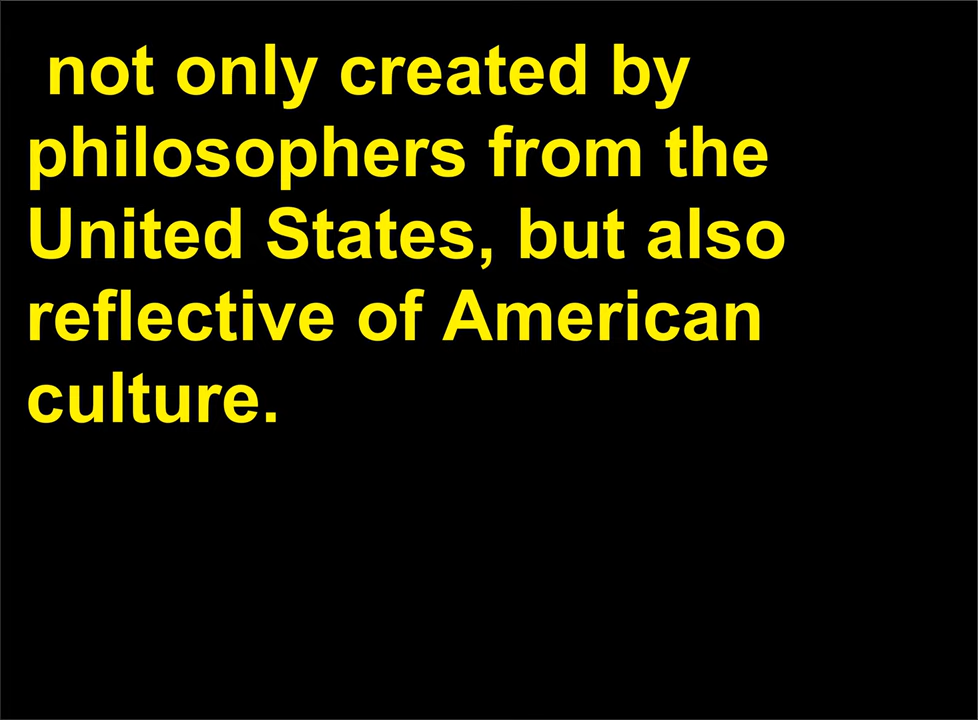 not only created by
philosophers from the
United States, but also
reflective of American
culture.